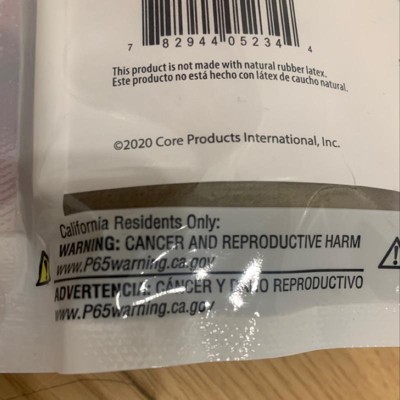 7 82944 05234 4
This product is not made with natural rubber latex.
Este producto no está hecho con látex de caucho natural.
©2020 Core Products International, Inc.
California Residents Only:
WARNING: CANCER AND REPRODUCTIVE HARM
www.P65warning.ca.gov
ADVERTENCIA: CÁNCER Y DAÑO REPRODUCTIVO
www.P65warning.ca.gov